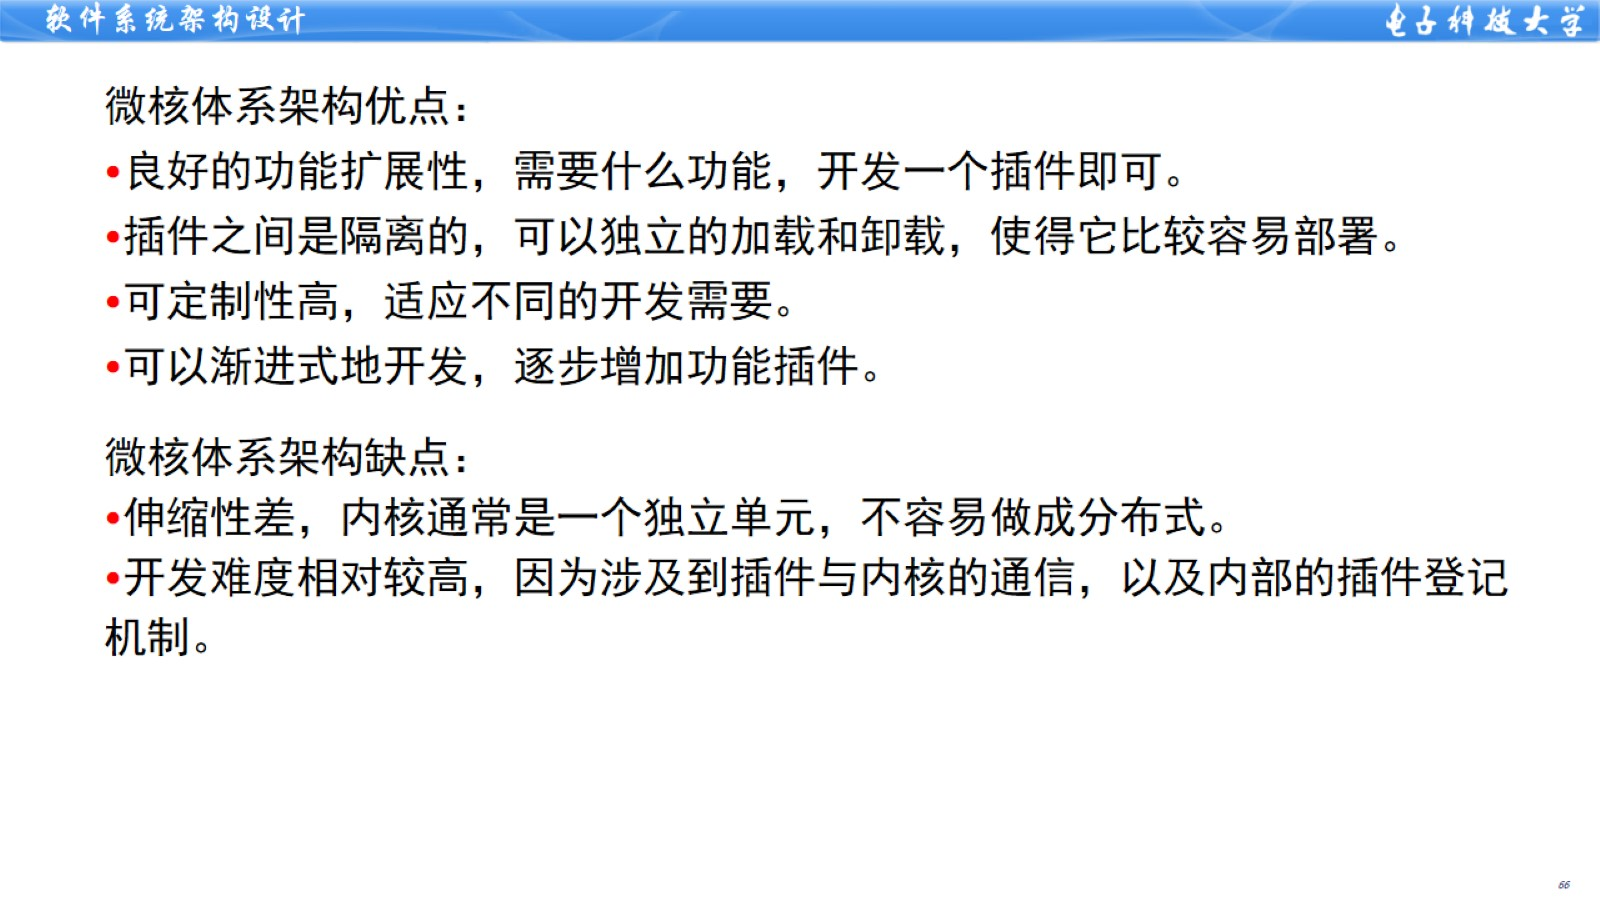 软件系统架构设计
电子科技大学
微核体系架构优点：
•良好的功能扩展性，需要什么功能，开发一个插件即可。
•插件之间是隔离的，可以独立的加载和卸载，使得它比较容易部署。
•可定制性高，适应不同的开发需要。
•可以渐进式地开发，逐步增加功能插件。
微核体系架构缺点：
•伸缩性差，内核通常是一个独立单元，不容易做成分布式。
•开发难度相对较高，因为涉及到插件与内核的通信，以及内部的插件登记
机制。
66